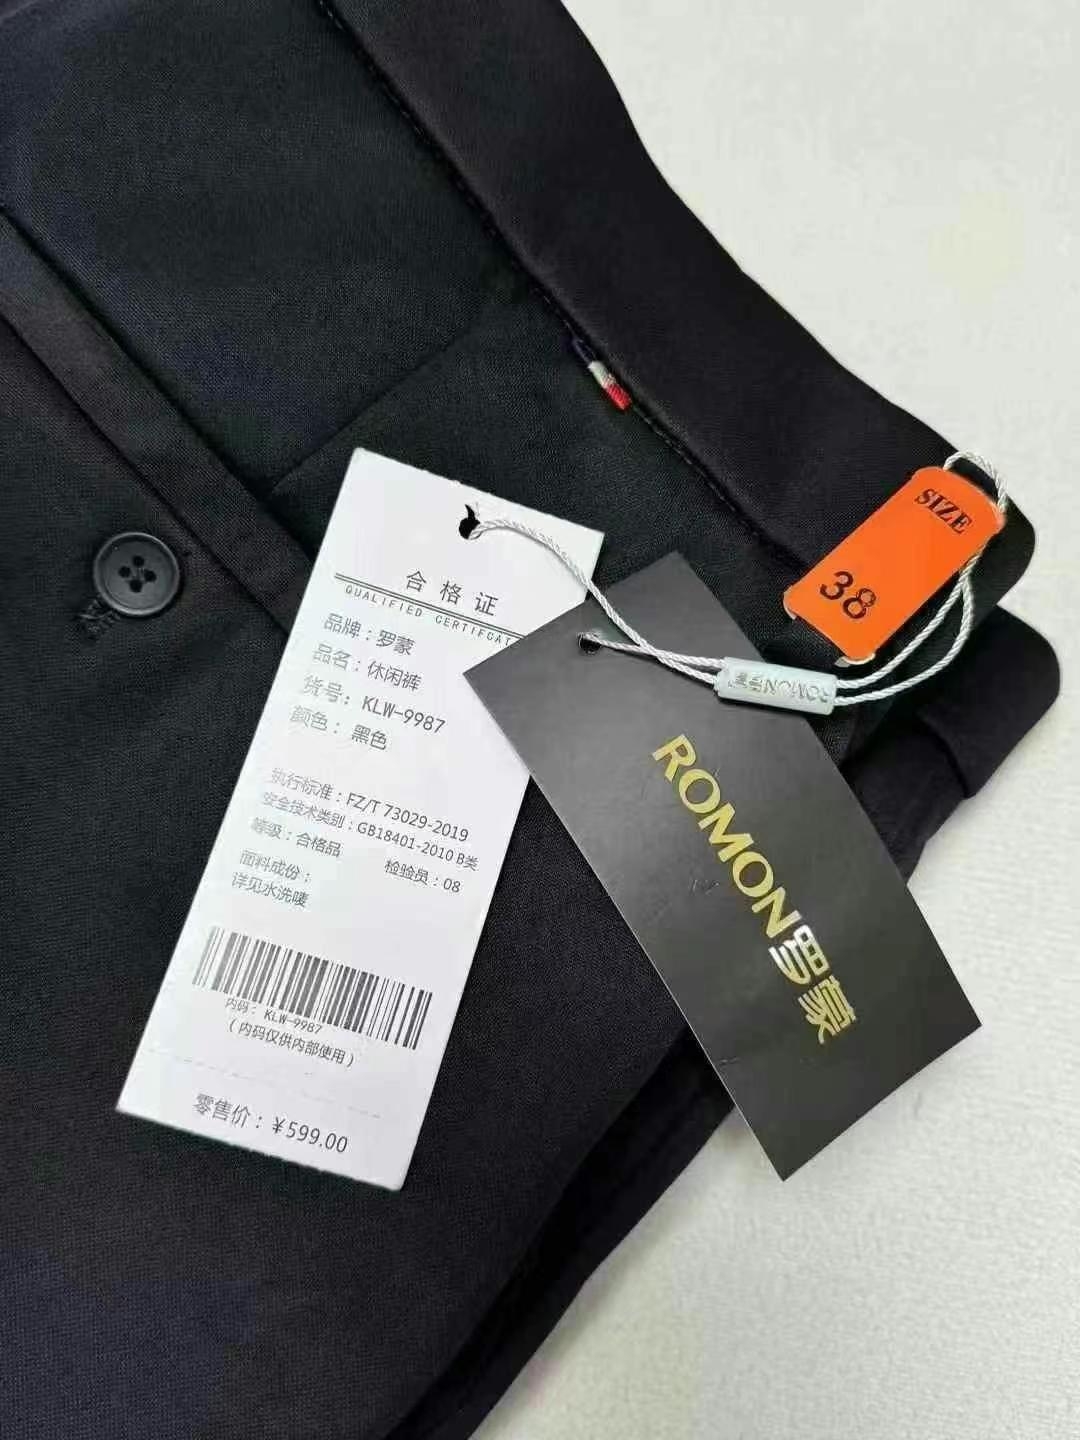 合格证
QUALIFIED CERTIFCAT
品牌：罗蒙
品名：休闲裤
货号：KLW-9987
颜色：黑色
执行标准：FZ/T 73029-2019
安全技术类别：GB18401-2010 B类
等级：合格品 检验员：08
面料成份：
详见水洗唛
内码：KLW-9987
（内码仅供内部使用）
零售价：¥599.00
SIZE
38
ROMON
ROMON罗蒙